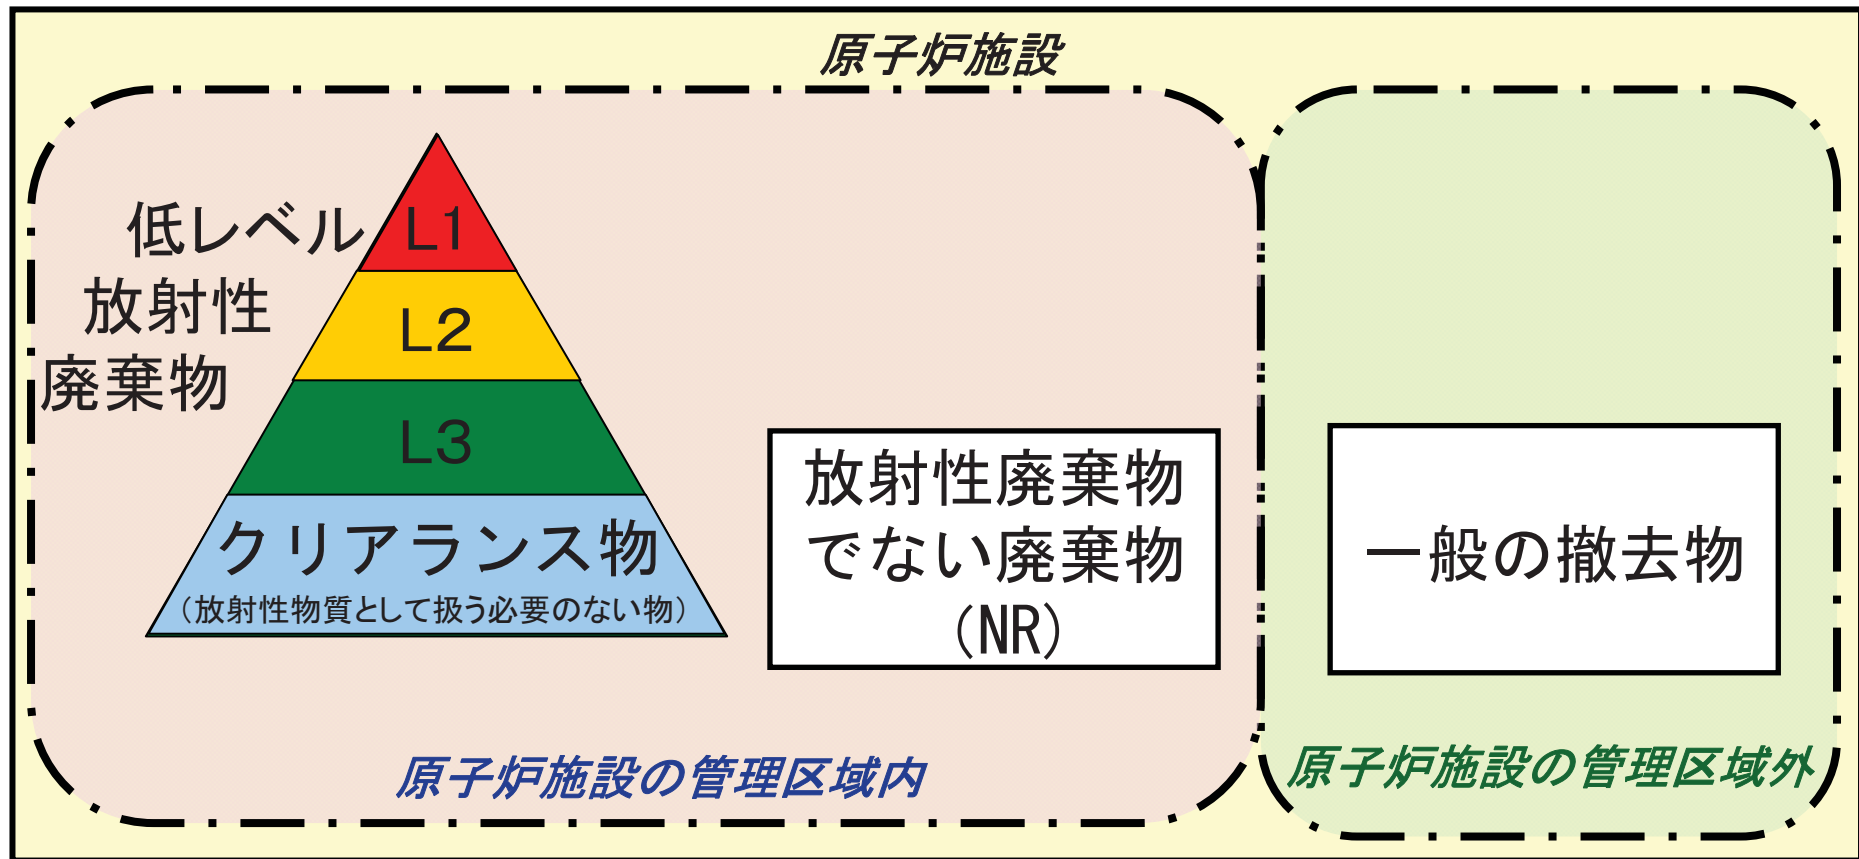 原子炉施設
低レベル
放射性
廃棄物
L1
L2
L3
クリアランス物
（放射性物質として扱う必要のない物）
放射性廃棄物
でない廃棄物
（NR）
原子炉施設の管理区域内
一般の撤去物
原子炉施設の管理区域外